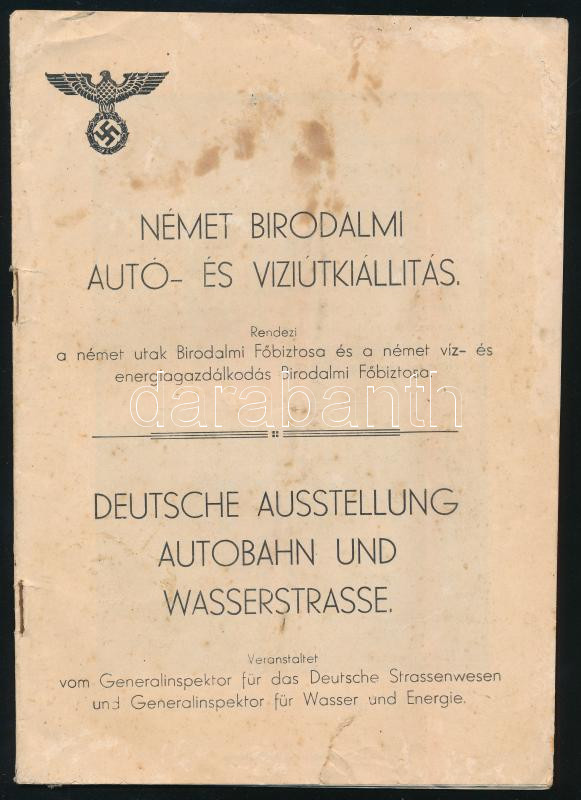 NÉMET BIRODALMI
AUTÓ- ÉS VIZIÚTKIÁLLITÁS.
Rendezi
a német utak Birodalmi Főbiztosa és a német víz- és
energiagazdálkodás Birodalmi Főbiztosa.
darabanth
DEUTSCHE AUSSTELLUNG
AUTOBAHN UND
WASSERSTRASSE.
Veranstaltet
vom Generalinspektor für das Deutsche Strassenwesen
und Generalinspektor für Wasser und Energie.